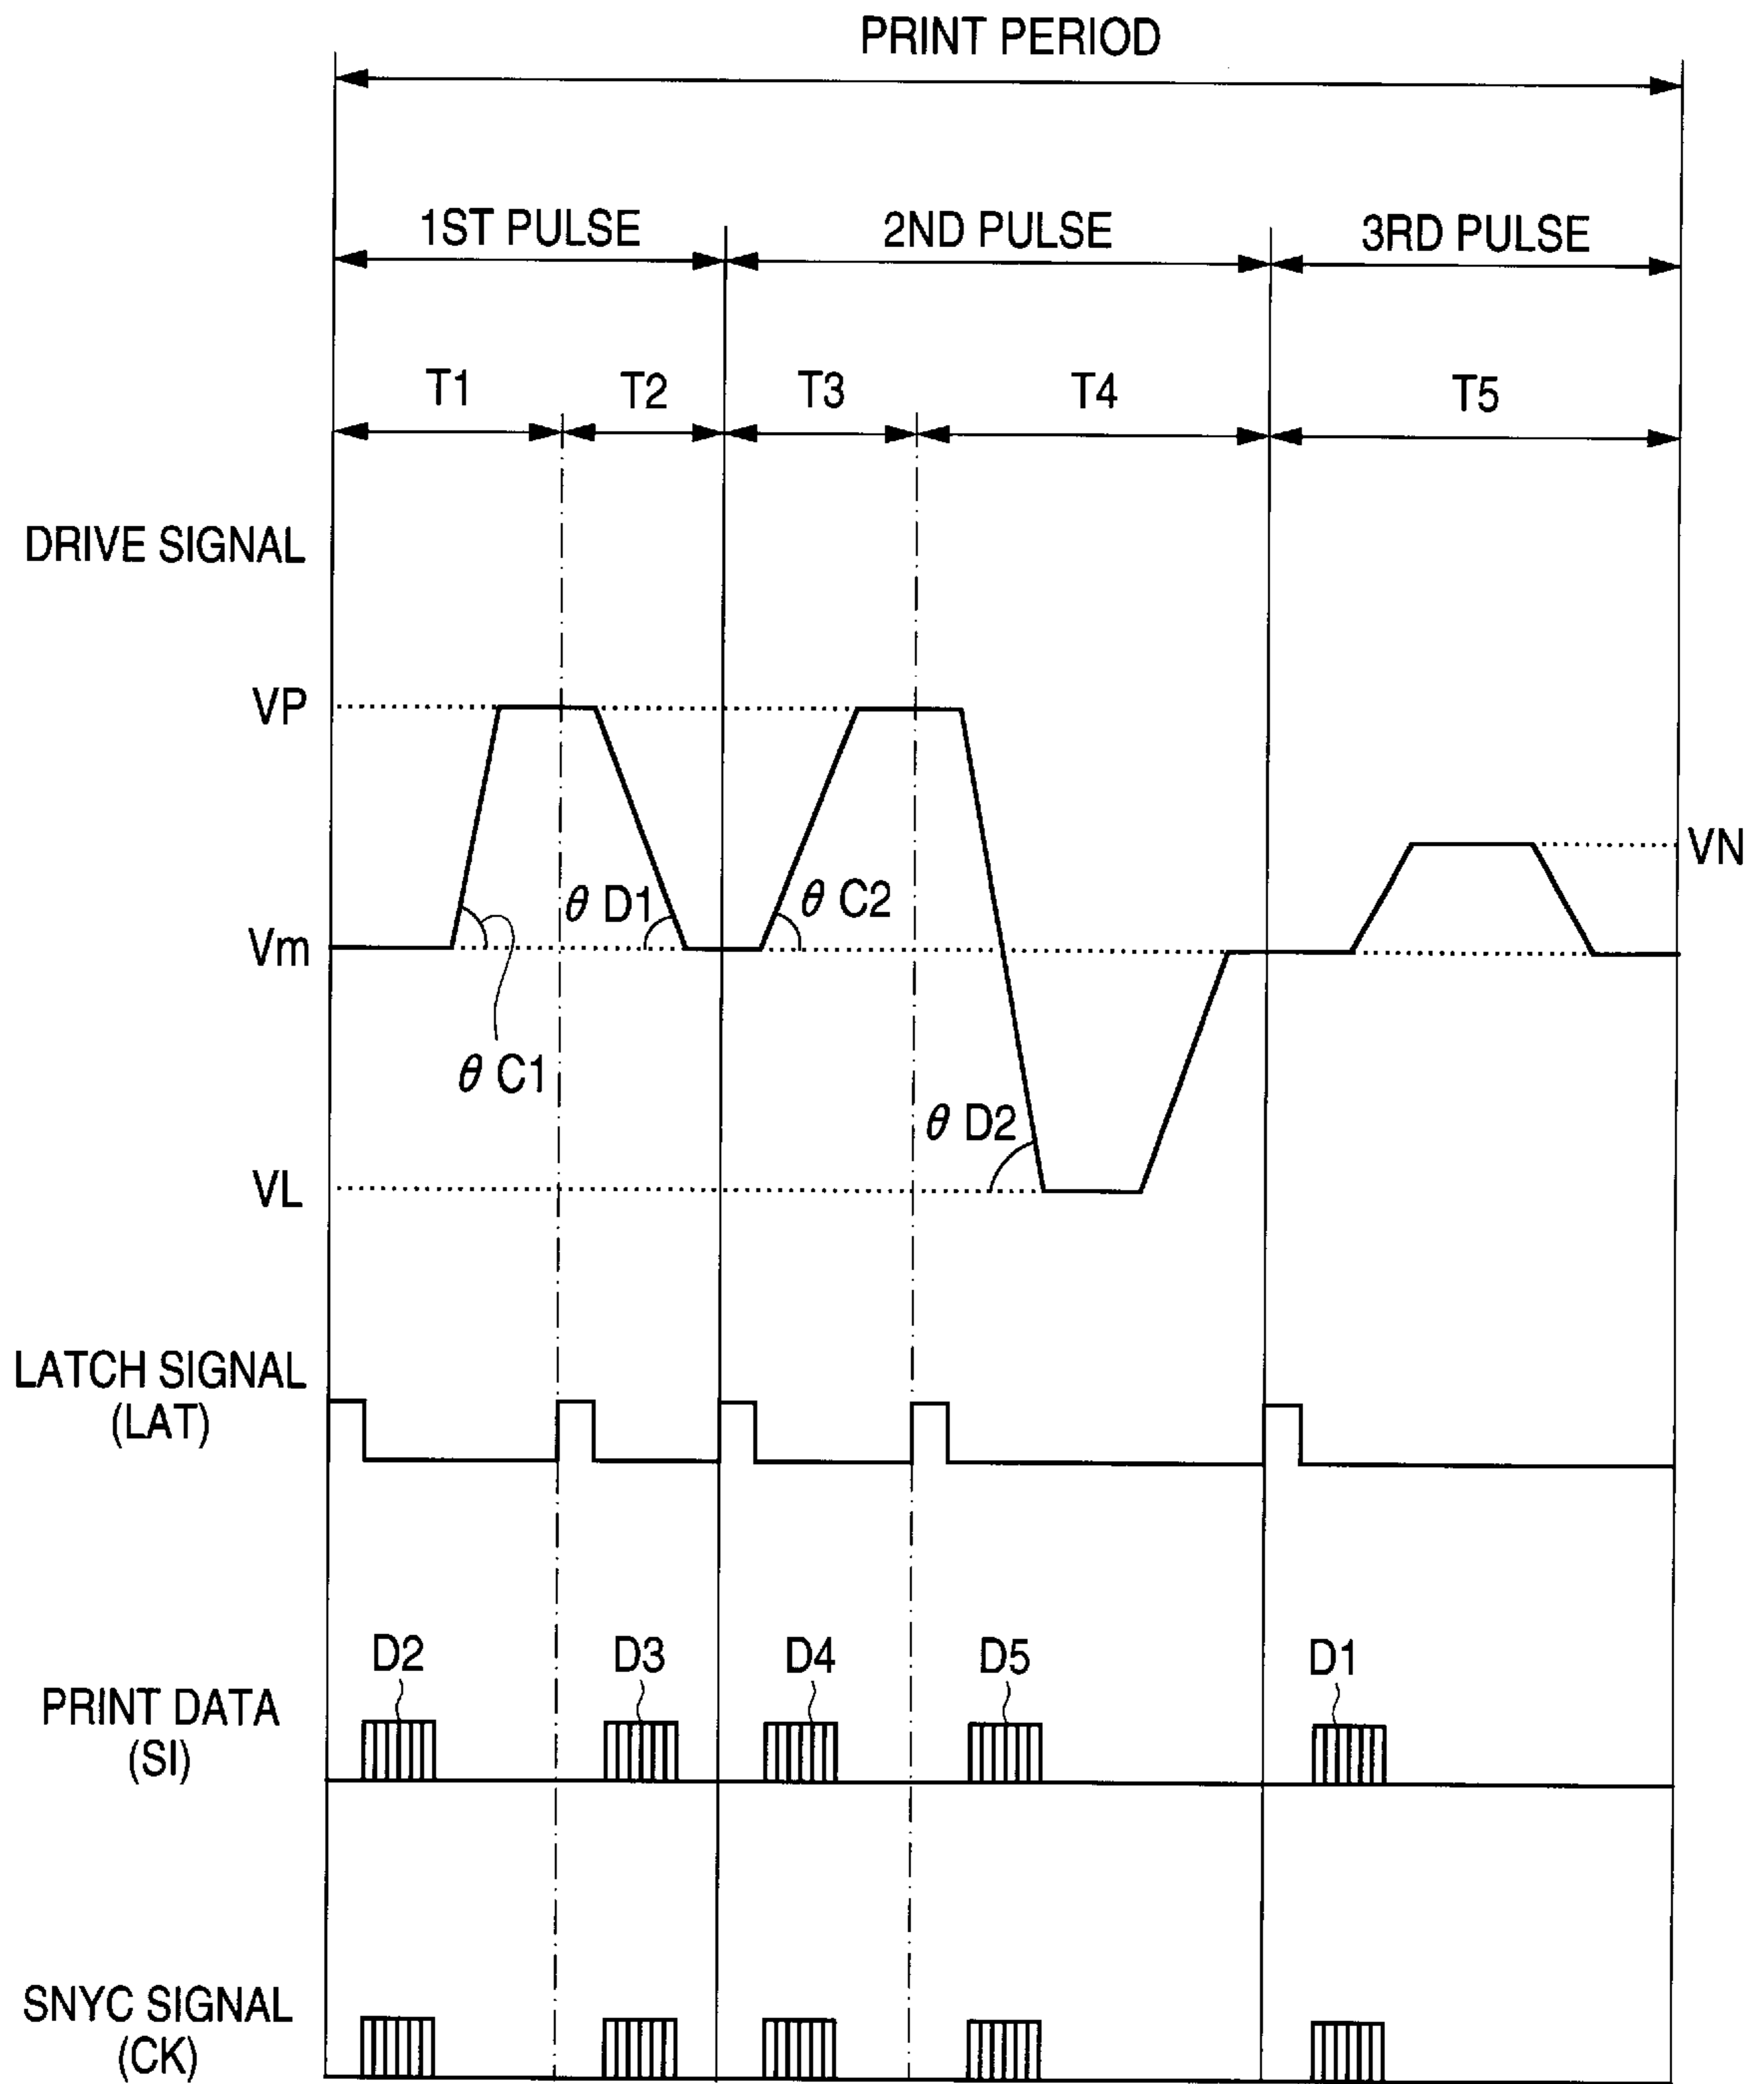 PRINT PERIOD
1ST PULSE 2ND PULSE 3RD PULSE
T1 T2 T3 T4 T5
DRIVE SIGNAL
VP
VN
θ D1 θ C2
Vm
θ C1
θ D2
VL
LATCH SIGNAL
(LAT)
D2 D3 D4 D5 D1
PRINT DATA
(SI)
SNYC SIGNAL
(CK)